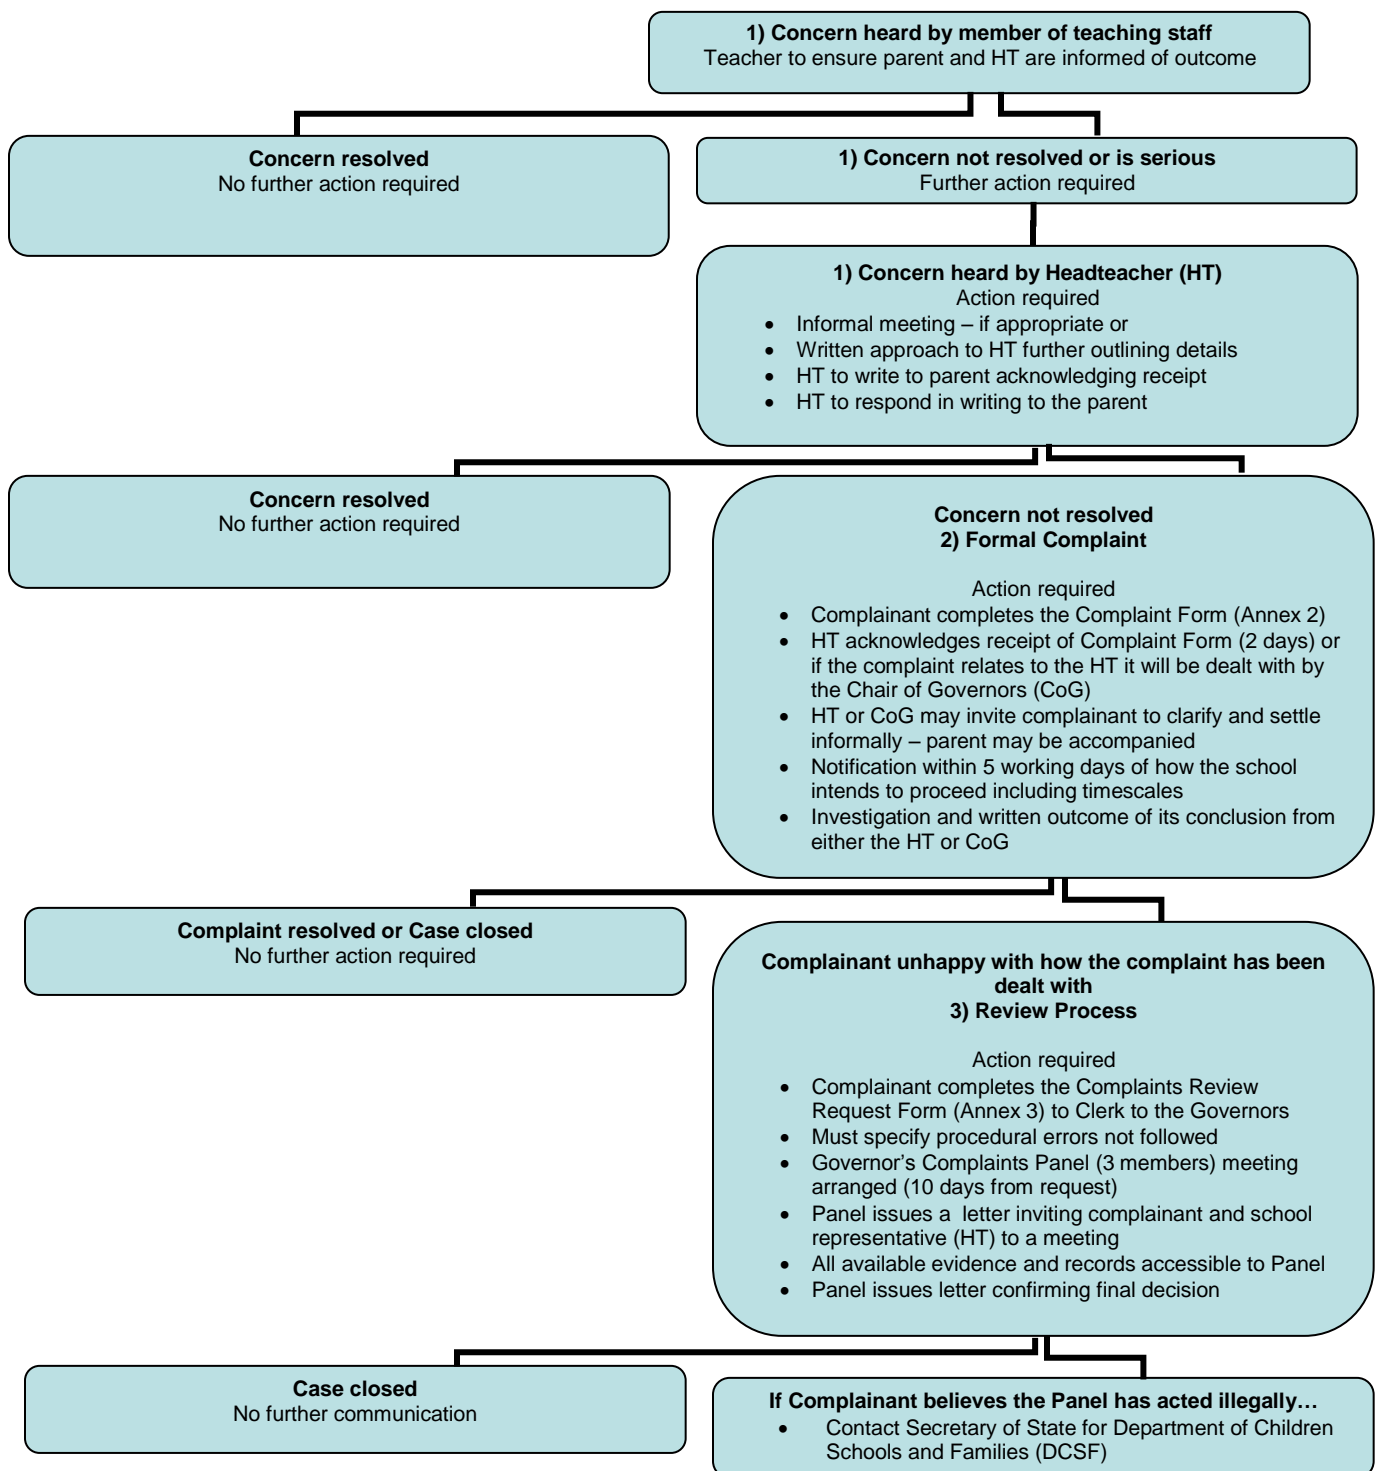 1) Concern heard by member of teaching staff
Teacher to ensure parent and HT are informed of outcome
Concern resolved
No further action required
1) Concern not resolved or is serious
Further action required
1) Concern heard by Headteacher (HT)
Action required
• Informal meeting – if appropriate or
• Written approach to HT further outlining details
• HT to write to parent acknowledging receipt
• HT to respond in writing to the parent
Concern resolved
No further action required
Concern not resolved
2) Formal Complaint
Action required
• Complainant completes the Complaint Form (Annex 2)
• HT acknowledges receipt of Complaint Form (2 days) or
if the complaint relates to the HT it will be dealt with by
the Chair of Governors (CoG)
• HT or CoG may invite complainant to clarify and settle
informally – parent may be accompanied
• Notification within 5 working days of how the school
intends to proceed including timescales
• Investigation and written outcome of its conclusion from
either the HT or CoG
Complaint resolved or Case closed
No further action required
Complainant unhappy with how the complaint has been
dealt with
3) Review Process
Action required
• Complainant completes the Complaints Review
Request Form (Annex 3) to Clerk to the Governors
• Must specify procedural errors not followed
• Governor's Complaints Panel (3 members) meeting
arranged (10 days from request)
• Panel issues a letter inviting complainant and school
representative (HT) to a meeting
• All available evidence and records accessible to Panel
• Panel issues letter confirming final decision
Case closed
No further communication
If Complainant believes the Panel has acted illegally…
• Contact Secretary of State for Department of Children
Schools and Families (DCSF)